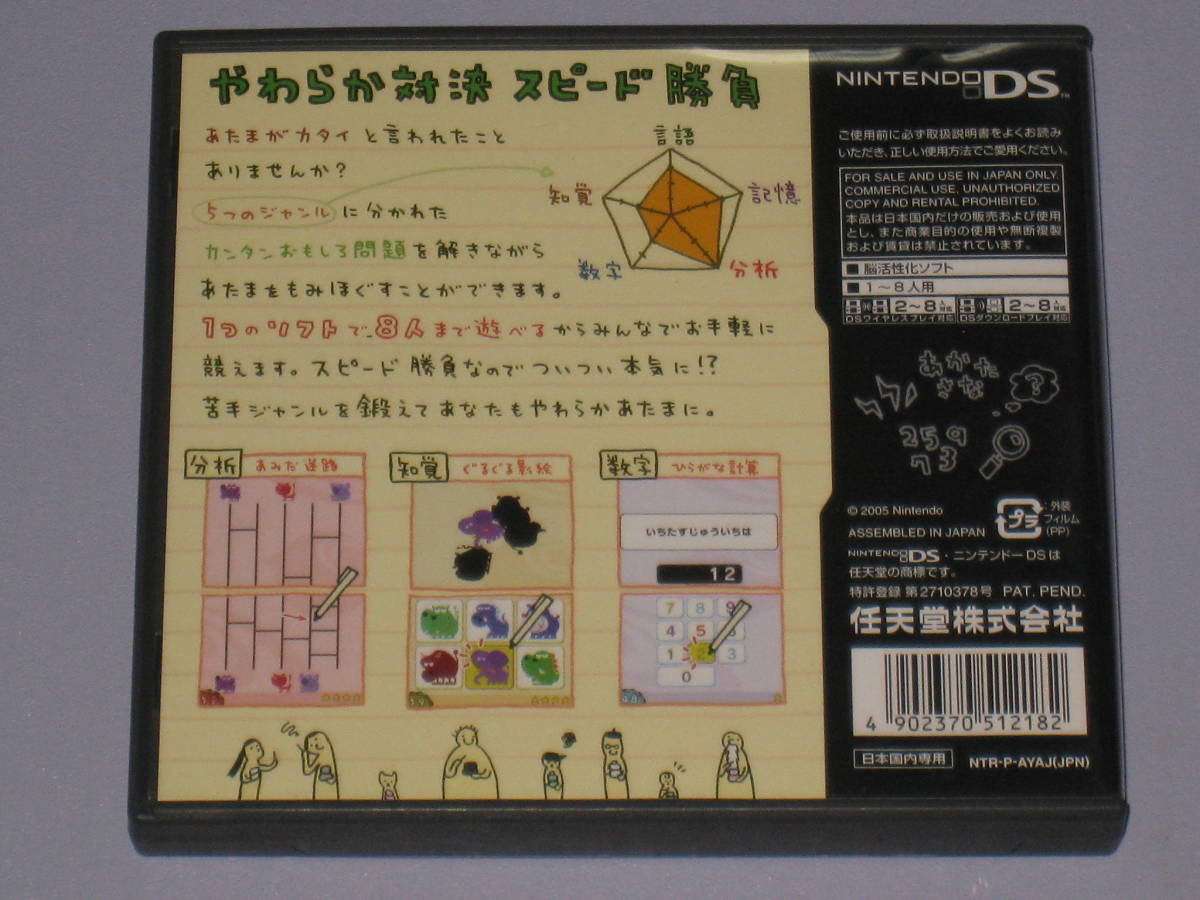 やわらか対決 スピード勝負
あたまがカタイと言われたこと
ありませんか?
5つのジャンルに分かれた
カンタンおもしろ問題を解きながら
あたまをもみほぐすことができます。
1つのソフトで8人まで遊べるからみんなでお手軽に
競えます。スピード勝負なのでついつい本気に!?
苦手ジャンルを鍛えてあなたもやわらかあたまに。
言語
知覚
記憶
数字
分析
分析 あみだ迷路
知覚 ぐるぐる影絵
数字 ひらがな計算
いちたすじゅういちは
12
7 8 9
4 5 6
1 2 3
0
NINTENDO DS™
ご使用前に必ず取扱説明書をよくお読み
いただき、正しい使用方法でご愛用ください。
FOR SALE AND USE IN JAPAN ONLY.
COMMERCIAL USE, UNAUTHORIZED
COPY AND RENTAL PROHIBITED.
本品は日本国内だけの販売および使用
とし、また商業目的の使用や無断複製
および賃貸は禁止されています。
■ 脳活性化ソフト
■ 1〜8人用
2〜8人対応
DSワイヤレスプレイ対応
2〜8人対応
DSダウンロードプレイ対応
あかた
さな
?
259
73
© 2005 Nintendo
ASSEMBLED IN JAPAN
プラ
:外装
フィルム
(PP)
NINTENDO DS・ニンテンドーDSは
任天堂の商標です。
特許登録 第2710378号 PAT. PEND.
任天堂株式会社
4 902370 512182
日本国内専用
NTR-P-AYAJ(JPN)